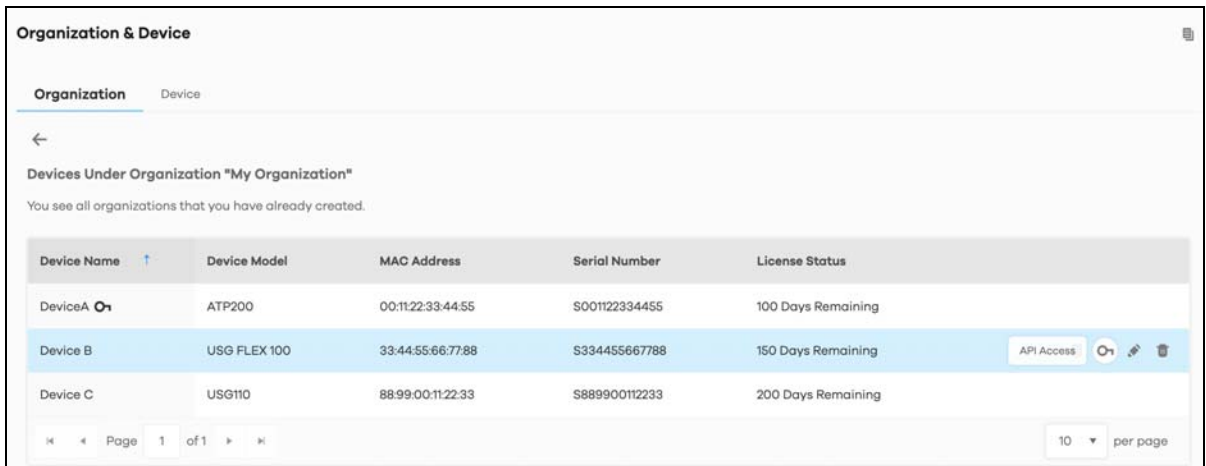 Organization & Device
Organization Device
Devices Under Organization "My Organization"
You see all organizations that you have already created.
Device Name Device Model MAC Address Serial Number License Status
DeviceA ATP200 00:11:22:33:44:55 S001122334455 100 Days Remaining
Device B USG FLEX 100 33:44:55:66:77:88 S334455667788 150 Days Remaining API Access
Device C USG110 88:99:00:11:22:33 S889900112233 200 Days Remaining
Page 1 of 1 10 per page